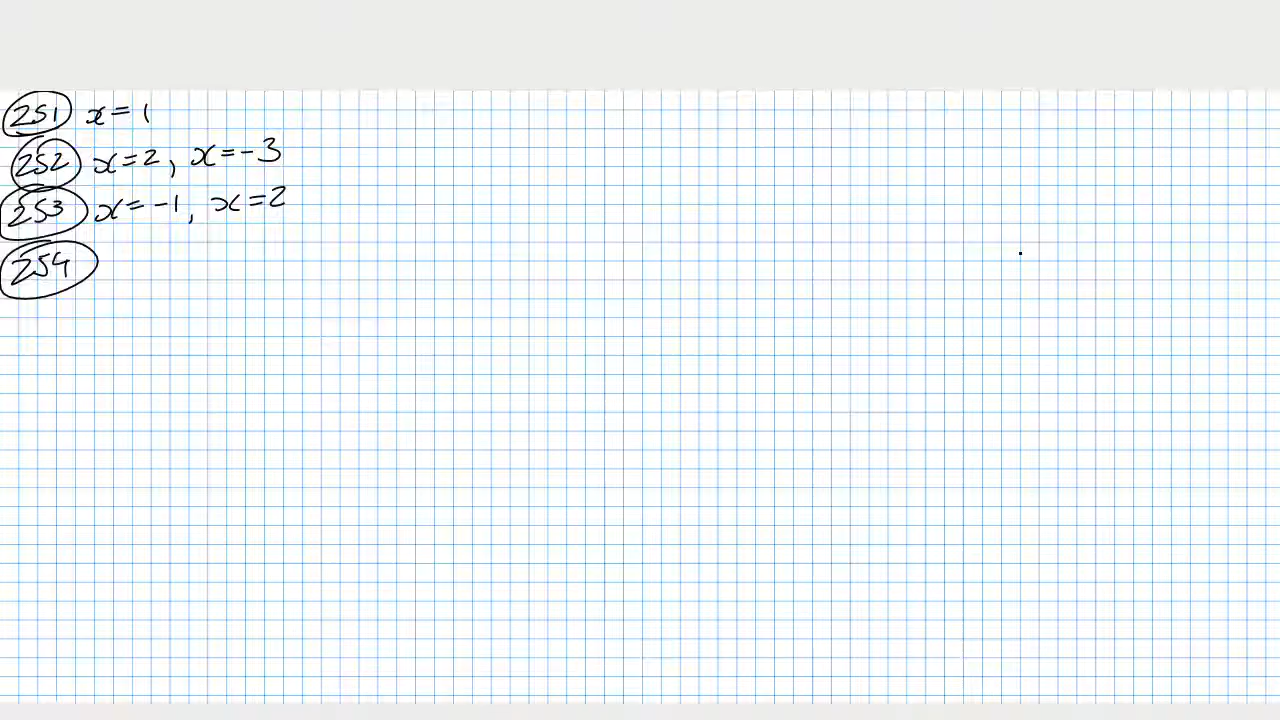 251 x = 1
252 x = 2, x = -3
253 x = -1, x = 2
254